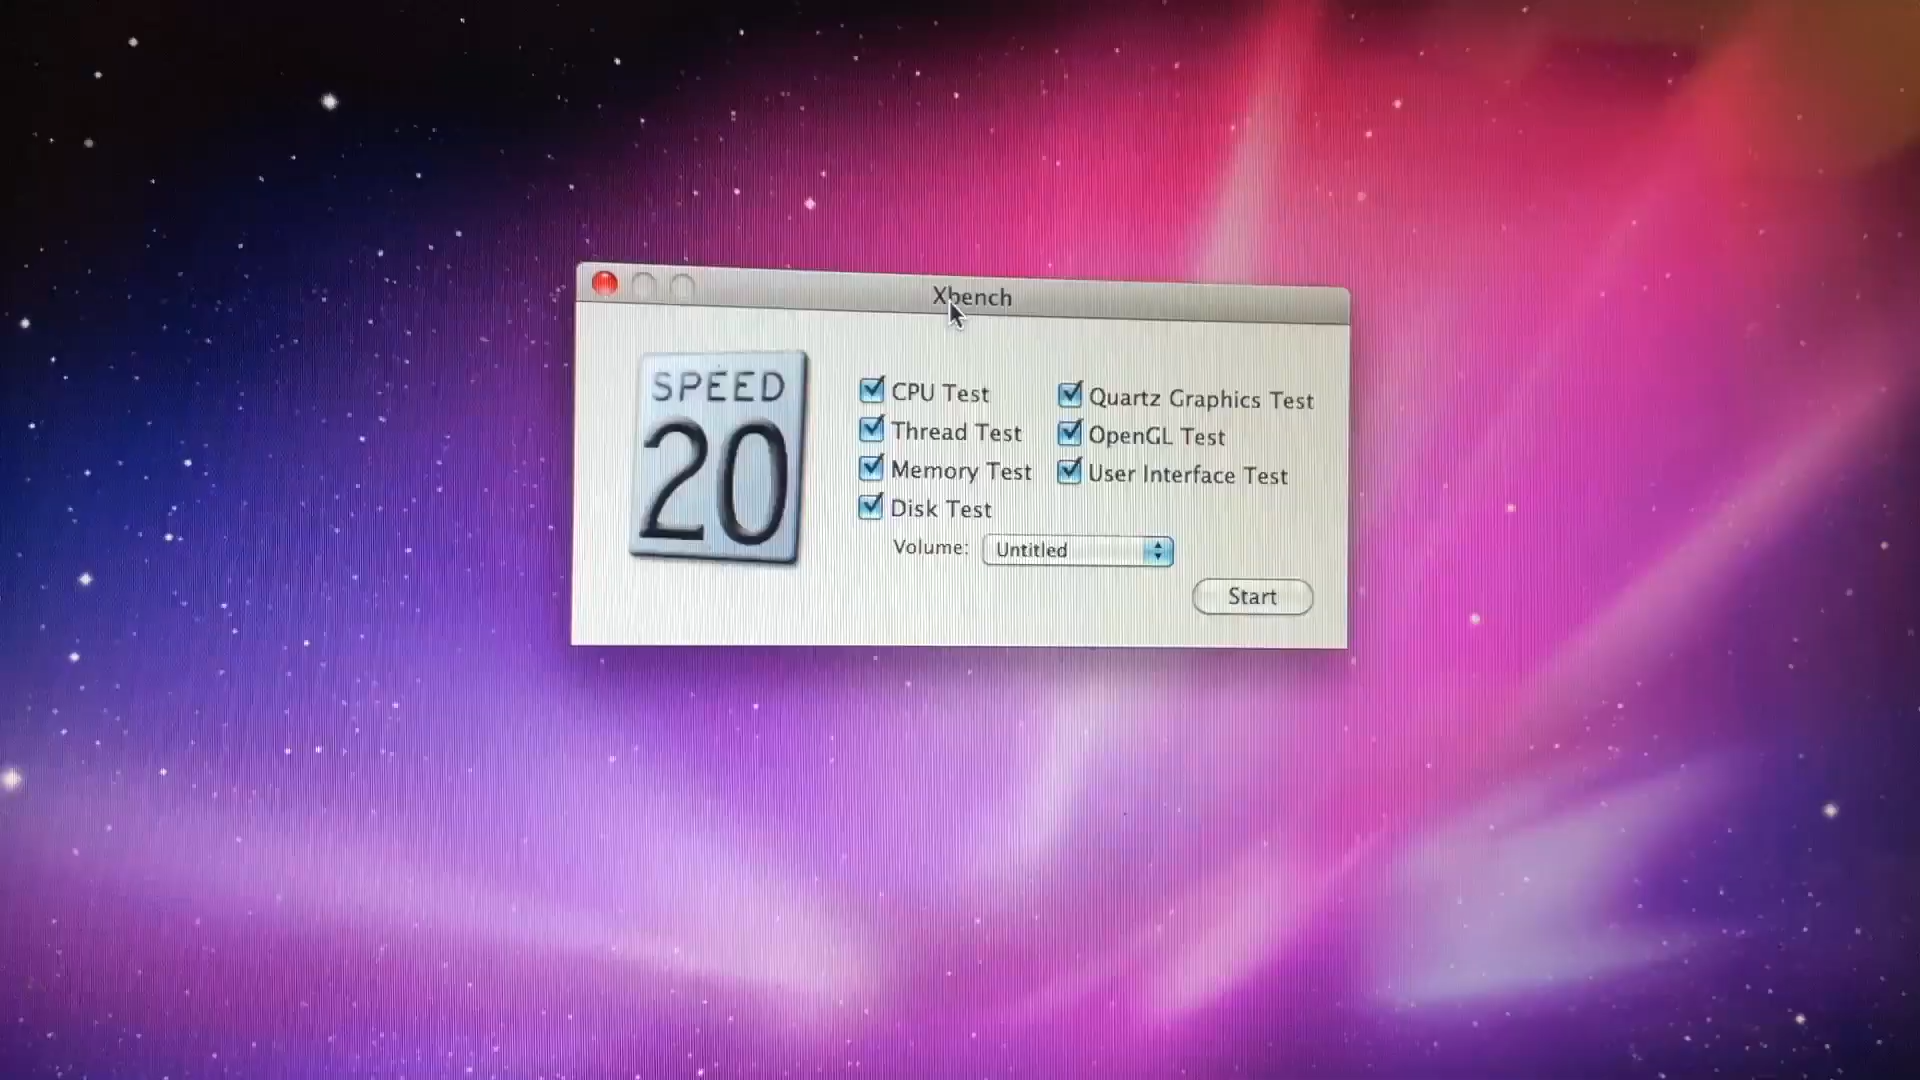 Xbench
SPEED
20
CPU Test
Thread Test
Memory Test
Disk Test
Volume: Untitled
Quartz Graphics Test
OpenGL Test
User Interface Test
Start